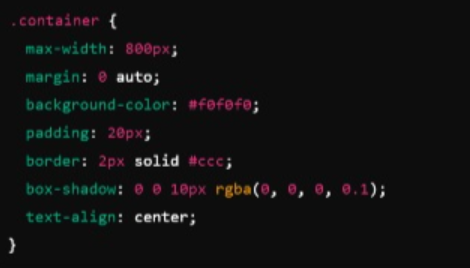 .container {
max-width: 800px;
margin: 0 auto;
background-color: #f0f0f0;
padding: 20px;
border: 2px solid #ccc;
box-shadow: 0 0 10px rgba(0, 0, 0, 0.1);
text-align: center;
}